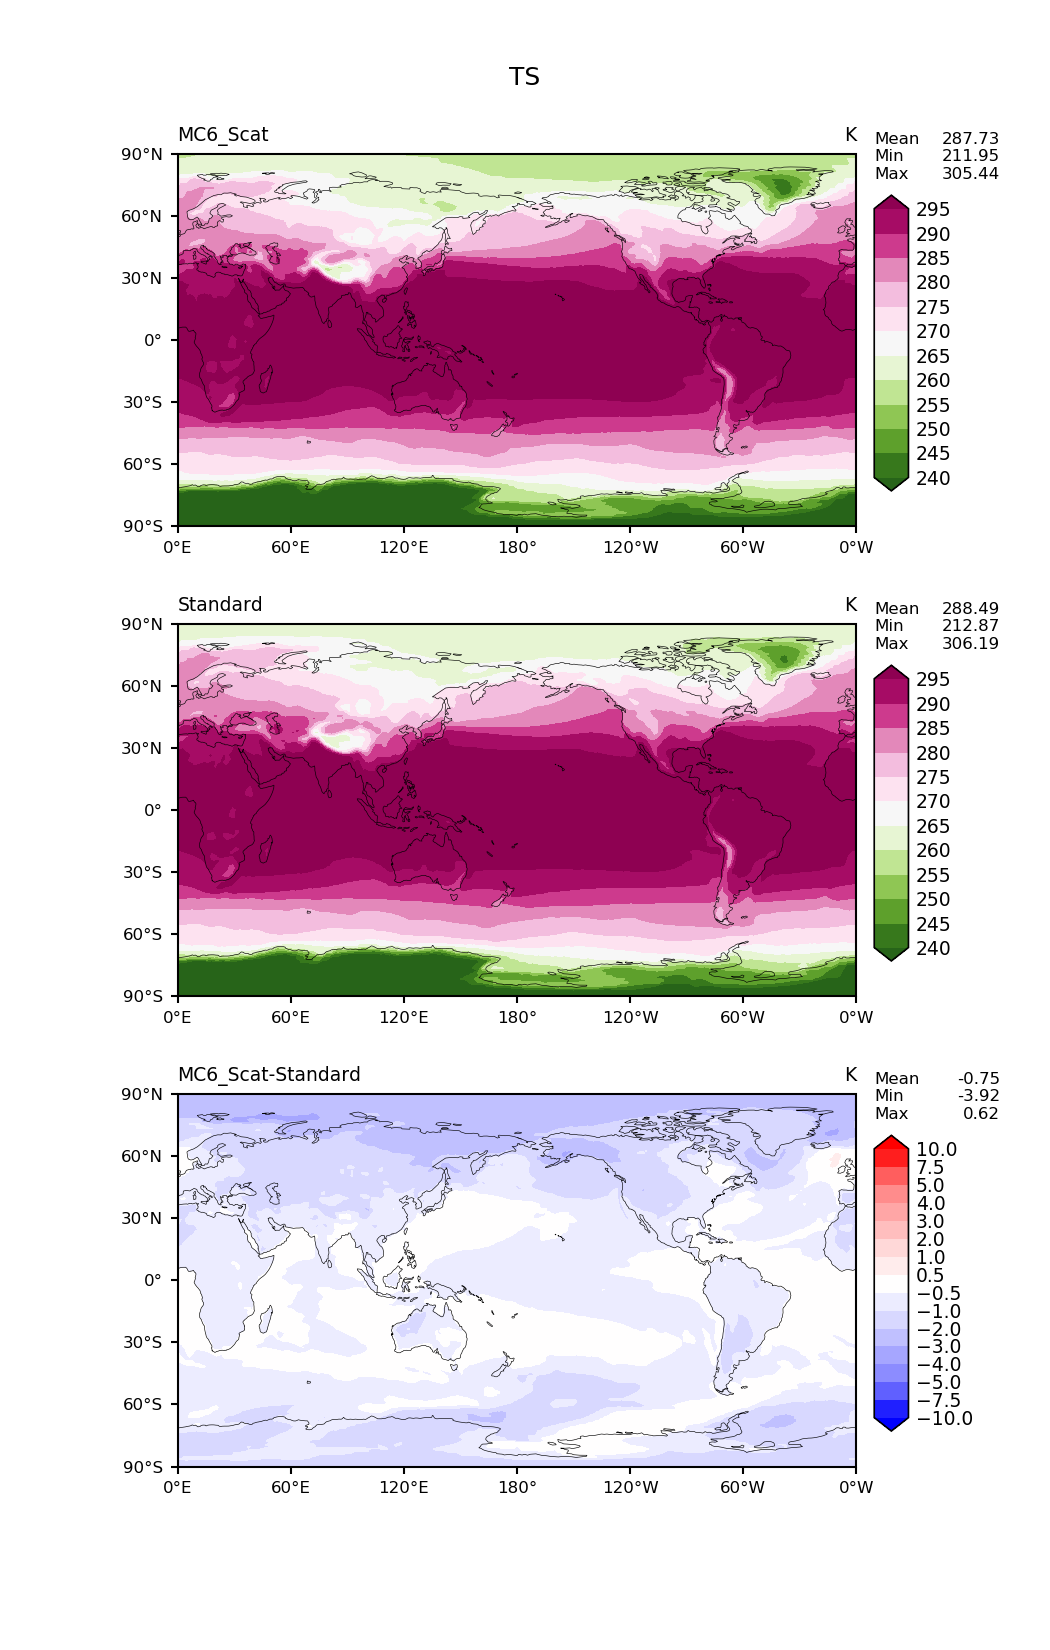 TS
MC6_Scat K
Mean 287.73
Min 211.95
Max 305.44
90°N
60°N
30°N
0°
30°S
60°S
90°S
0°E 60°E 120°E 180° 120°W 60°W 0°W
295
290
285
280
275
270
265
260
255
250
245
240
Standard K
Mean 288.49
Min 212.87
Max 306.19
90°N
60°N
30°N
0°
30°S
60°S
90°S
0°E 60°E 120°E 180° 120°W 60°W 0°W
295
290
285
280
275
270
265
260
255
250
245
240
MC6_Scat-Standard K
Mean -0.75
Min -3.92
Max 0.62
90°N
60°N
30°N
0°
30°S
60°S
90°S
0°E 60°E 120°E 180° 120°W 60°W 0°W
10.0
7.5
5.0
4.0
3.0
2.0
1.0
0.5
−0.5
−1.0
−2.0
−3.0
−4.0
−5.0
−7.5
−10.0